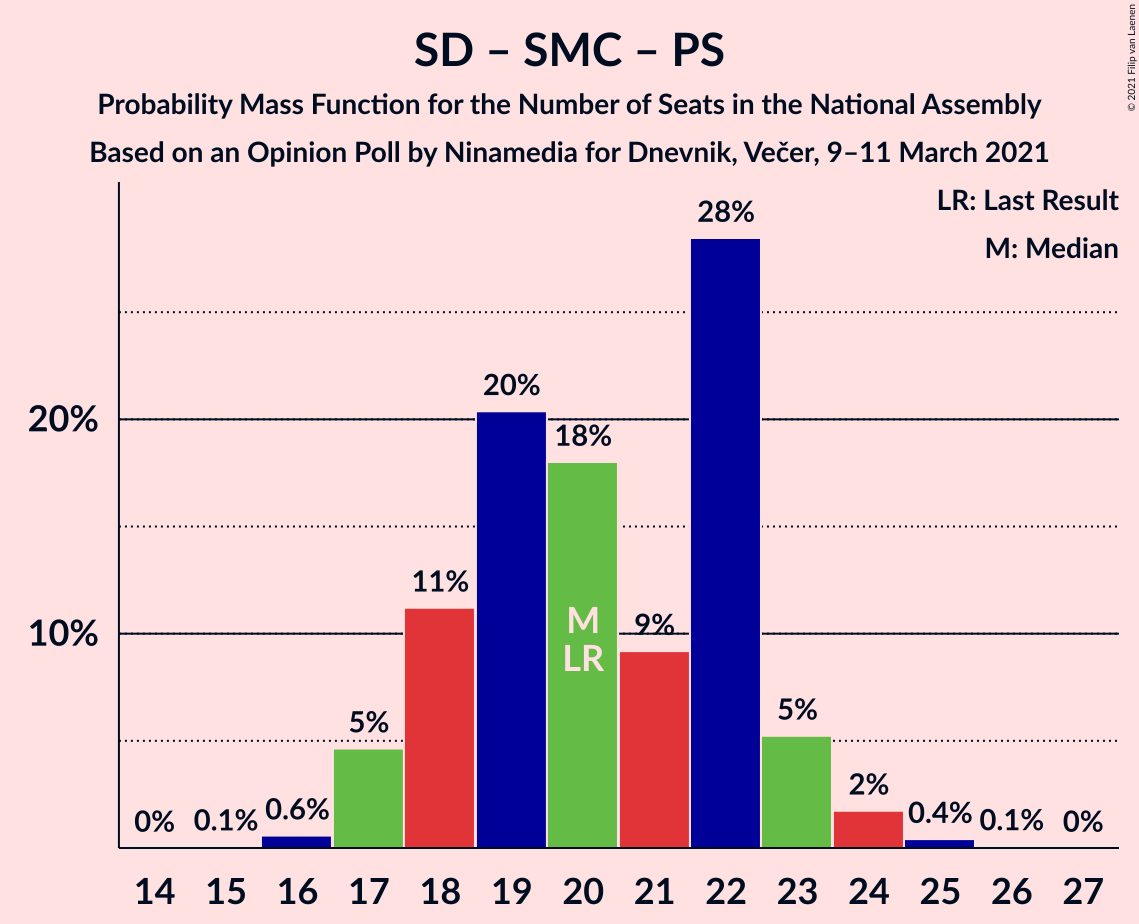 SD – SMC – PS
Probability Mass Function for the Number of Seats in the National Assembly
Based on an Opinion Poll by Ninamedia for Dnevnik, Večer, 9–11 March 2021
© 2021 Filip van Laenen
LR: Last Result
M: Median
28%
20%
20%
18%
11%
M
LR
9%
10%
5%
5%
2%
0%
0.1%
0.6%
0.4%
0.1%
0%
14 15 16 17 18 19 20 21 22 23 24 25 26 27